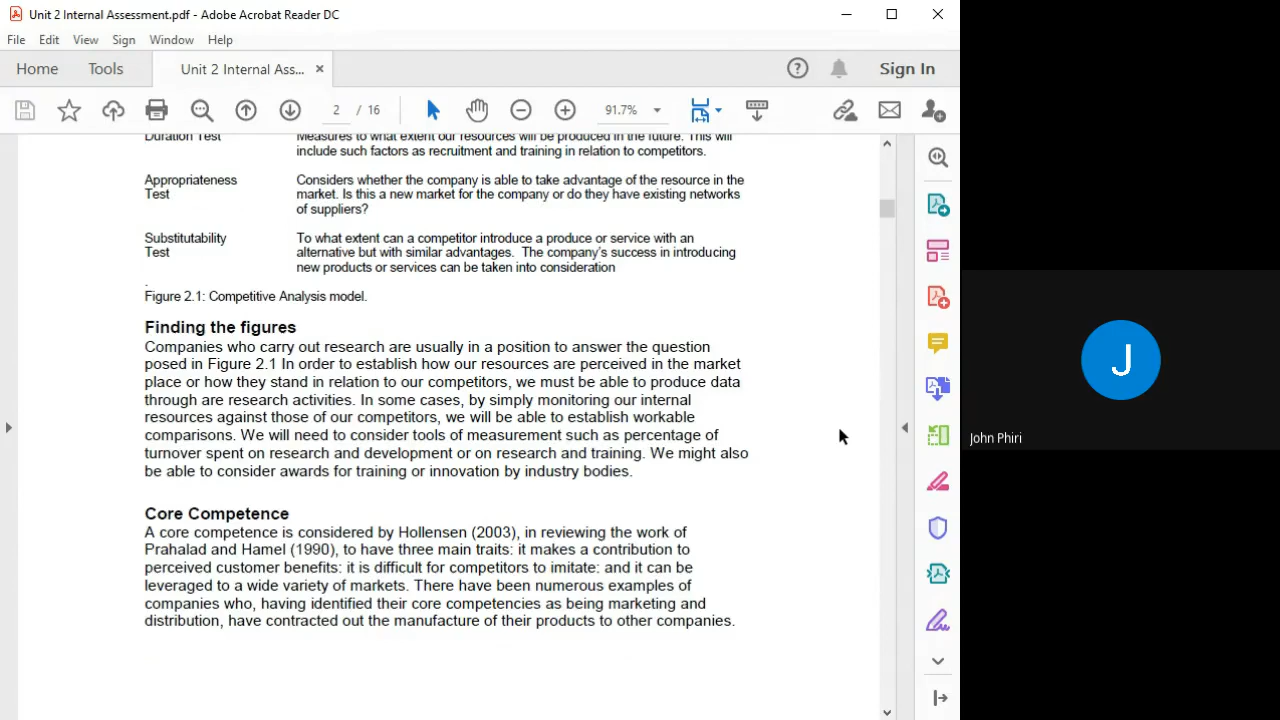 Unit 2 Internal Assessment.pdf - Adobe Acrobat Reader DC
File Edit View Sign Window Help
Home Tools Unit 2 Internal Ass... × Sign In
2 / 16 91.7%
Duration Test Measures to what extent our resources will be produced in the future. This will
include such factors as recruitment and training in relation to competitors.
Appropriateness Considers whether the company is able to take advantage of the resource in the
Test market. Is this a new market for the company or do they have existing networks
of suppliers?
Substitutability To what extent can a competitor introduce a produce or service with an
Test alternative but with similar advantages. The company's success in introducing
new products or services can be taken into consideration
.
Figure 2.1: Competitive Analysis model.
Finding the figures
Companies who carry out research are usually in a position to answer the question
posed in Figure 2.1 In order to establish how our resources are perceived in the market
place or how they stand in relation to our competitors, we must be able to produce data
through are research activities. In some cases, by simply monitoring our internal
resources against those of our competitors, we will be able to establish workable
comparisons. We will need to consider tools of measurement such as percentage of
turnover spent on research and development or on research and training. We might also
be able to consider awards for training or innovation by industry bodies.
Core Competence
A core competence is considered by Hollensen (2003), in reviewing the work of
Prahalad and Hamel (1990), to have three main traits: it makes a contribution to
perceived customer benefits: it is difficult for competitors to imitate: and it can be
leveraged to a wide variety of markets. There have been numerous examples of
companies who, having identified their core competencies as being marketing and
distribution, have contracted out the manufacture of their products to other companies.
J
John Phiri